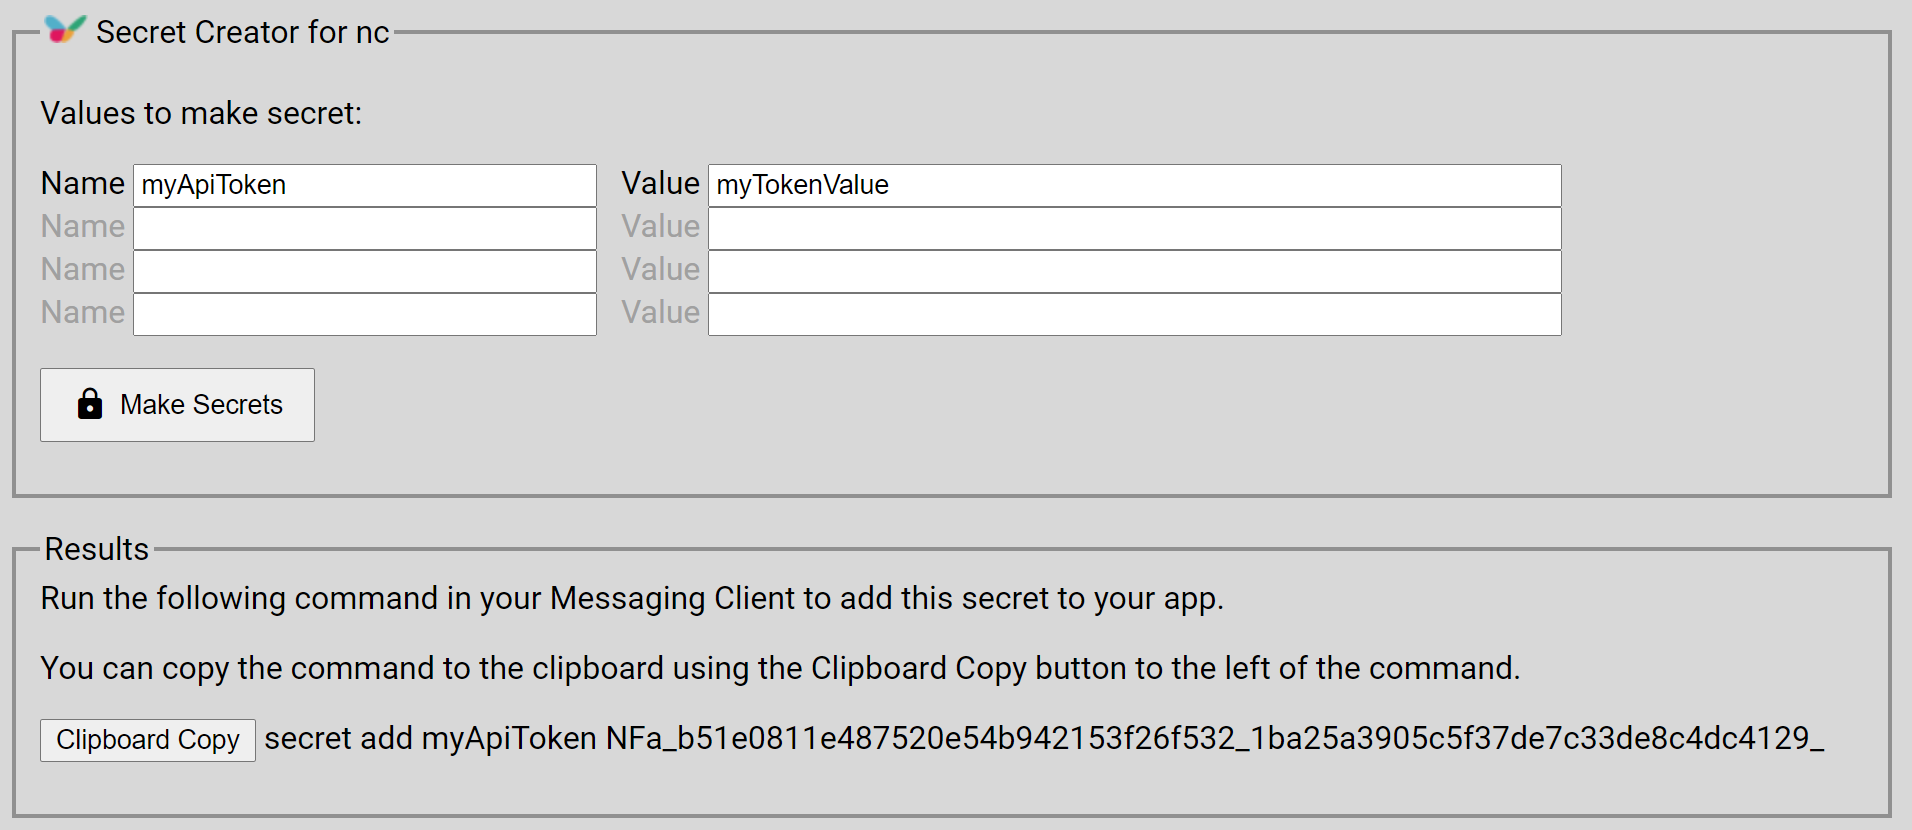 Secret Creator for nc
Values to make secret:
Name myApiToken Value myTokenValue
Name Value
Name Value
Name Value
Make Secrets
Results
Run the following command in your Messaging Client to add this secret to your app.
You can copy the command to the clipboard using the Clipboard Copy button to the left of the command.
Clipboard Copy secret add myApiToken NFa_b51e0811e487520e54b942153f26f532_1ba25a3905c5f37de7c33de8c4dc4129_